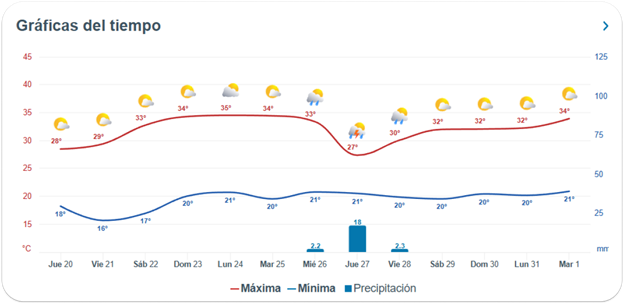 Gráficas del tiempo
45 125
40 100
35 75
30 50
25 25
20
15
°C mm
28° 29° 33° 34° 35° 34° 33° 27° 30° 32° 32° 32° 34°
18° 16° 17° 20° 21° 20° 21° 21° 20° 20° 20° 20° 21°
2.2 18 2.3
Jue 20 Vie 21 Sáb 22 Dom 23 Lun 24 Mar 25 Mié 26 Jue 27 Vie 28 Sáb 29 Dom 30 Lun 31 Mar 1
Máxima Mínima Precipitación